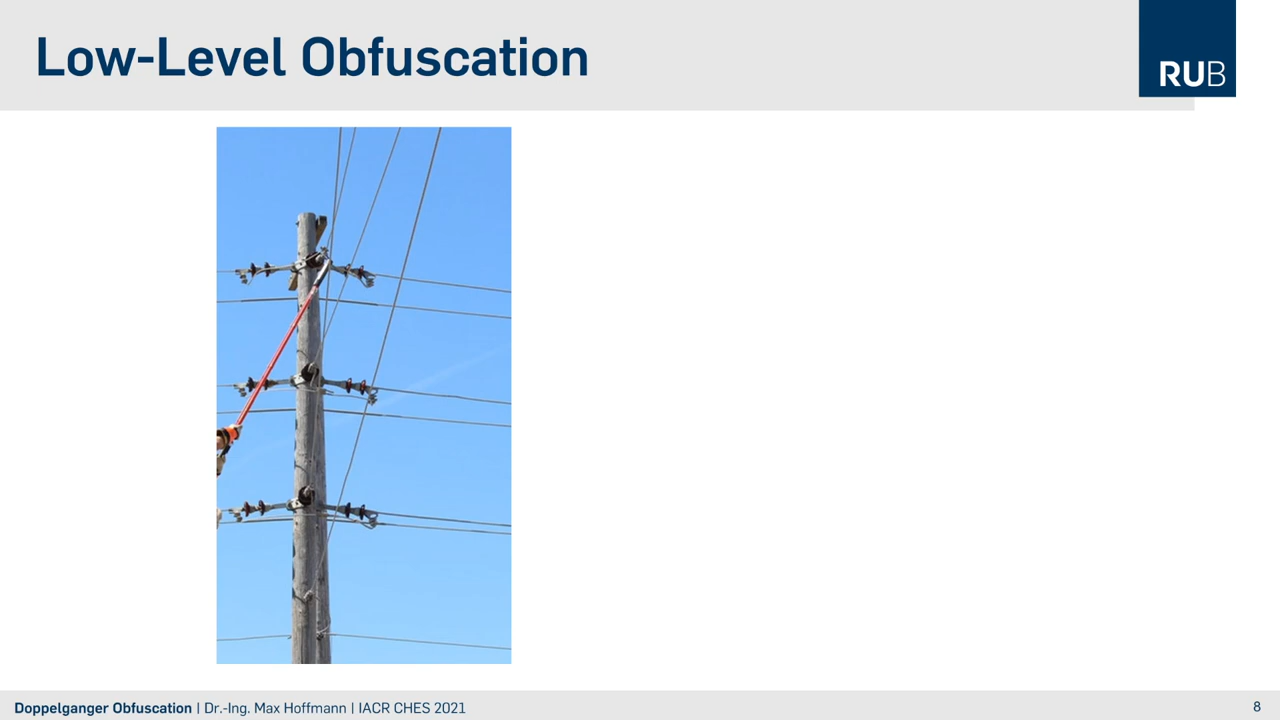 Low-Level Obfuscation
RUB
Doppelganger Obfuscation | Dr.-Ing. Max Hoffmann | IACR CHES 2021
8